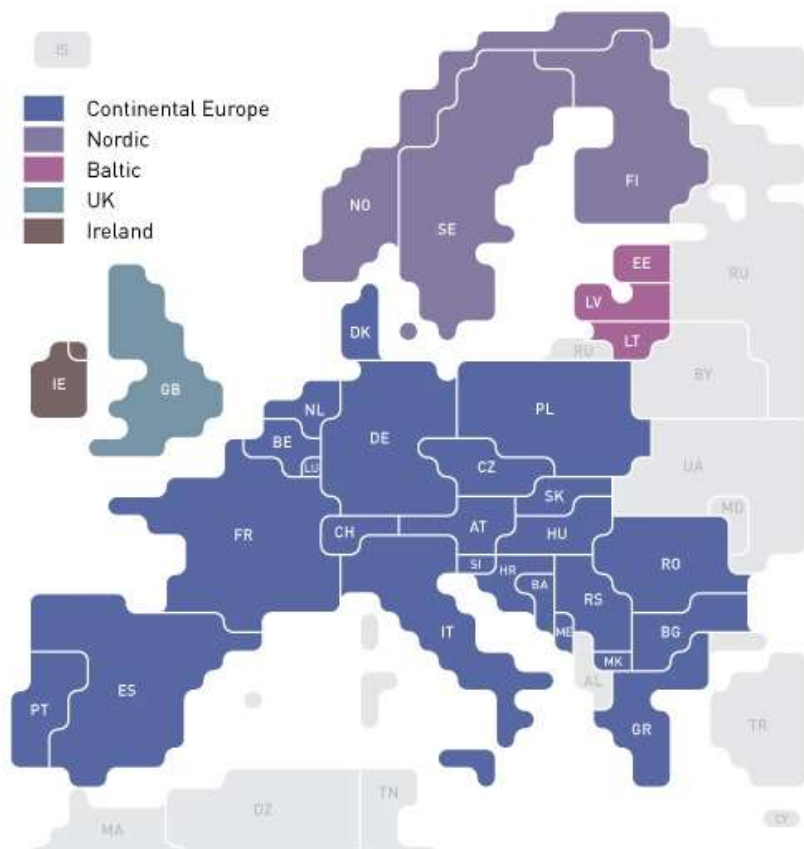 IS
Continental Europe
Nordic
Baltic
UK
Ireland
NO
SE
FI
RU
EE
LV
LT
RU
DK
BY
IE
GB
NL
PL
BE
DE
LU
CZ
UA
SK
MD
FR
CH
AT
HU
SI
HR
RO
BA
RS
IT
ME
BG
MK
AL
PT
ES
GR
TR
TN
DZ
MA
CY